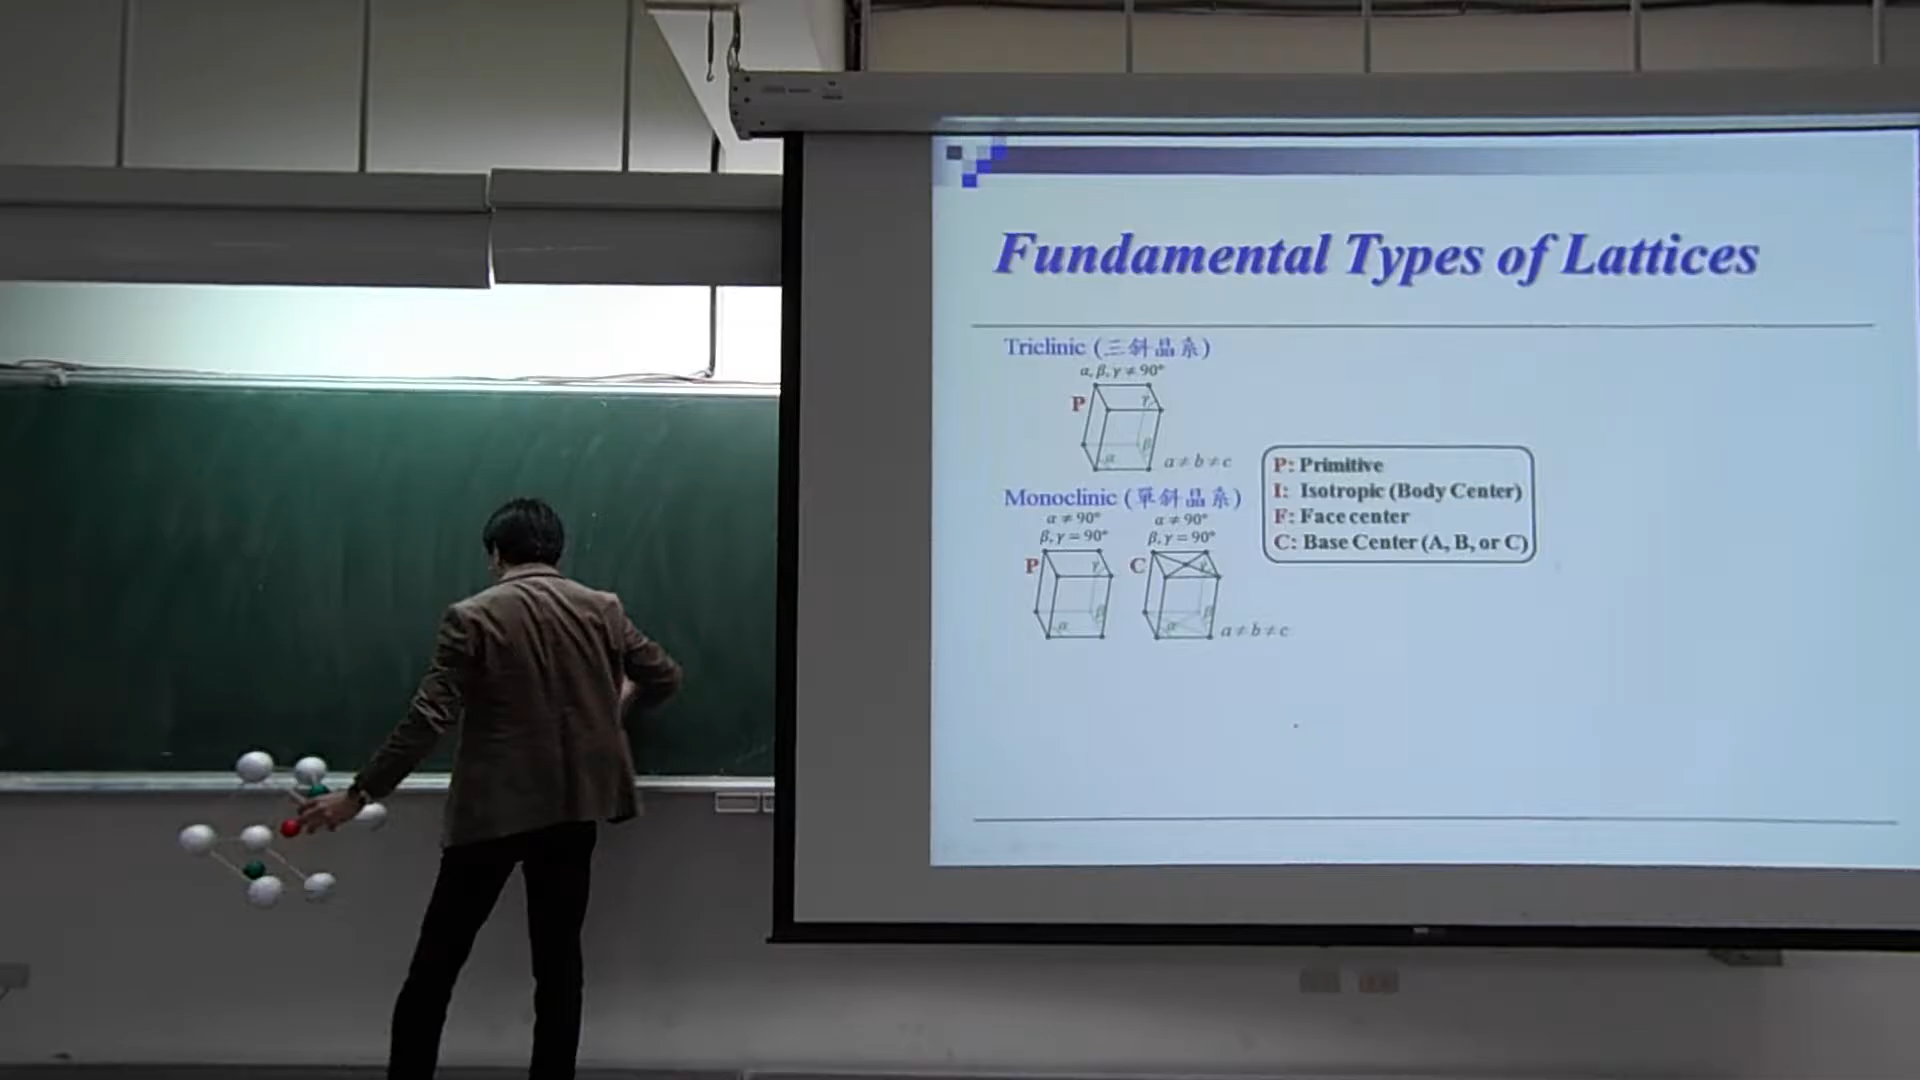 Fundamental Types of Lattices
Triclinic (三斜晶系)
α, β, γ ≠ 90°
P
γ
β
α
a ≠ b ≠ c
P: Primitive
I: Isotropic (Body Center)
F: Face center
C: Base Center (A, B, or C)
Monoclinic (單斜晶系)
α ≠ 90° α ≠ 90°
β, γ = 90° β, γ = 90°
P γ C γ
β β
α α
a ≠ b ≠ c